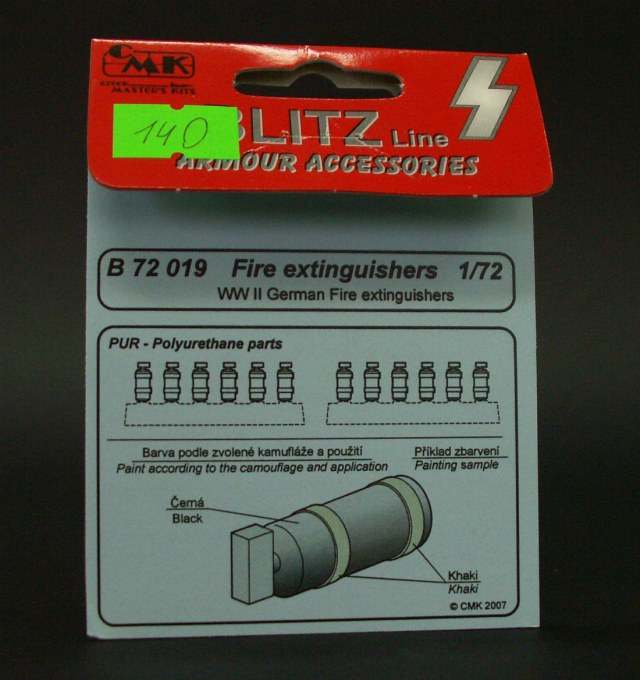 CMK
CZECH MASTER'S KITS
140
BLITZ Line
ARMOUR ACCESSORIES
B 72 019 Fire extinguishers 1/72
WW II German Fire extinguishers
PUR - Polyurethane parts
Barva podle zvolené kamufláže a použití
Paint according to the camouflage and application
Příklad zbarvení
Painting sample
Černá
Black
Khaki
Khaki
© CMK 2007